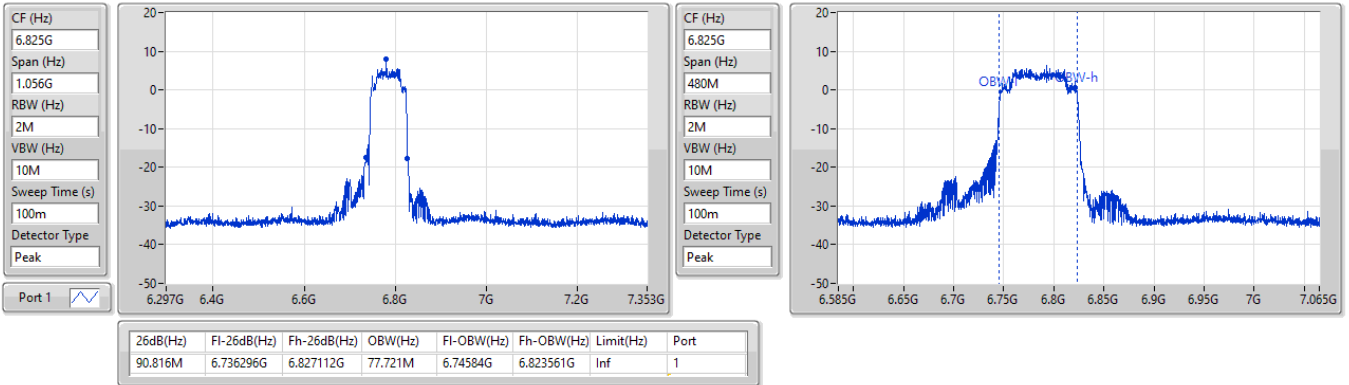 CF (Hz)
6.825G
Span (Hz)
1.056G
RBW (Hz)
2M
VBW (Hz)
10M
Sweep Time (s)
100m
Detector Type
Peak
Port 1
20
10
0
-10
-20
-30
-40
-50
6.297G 6.4G 6.6G 6.8G 7G 7.2G 7.353G
CF (Hz)
6.825G
Span (Hz)
480M
RBW (Hz)
2M
VBW (Hz)
10M
Sweep Time (s)
100m
Detector Type
Peak
20
10
0
-10
-20
-30
-40
-50
OBW-l OBW-h
6.585G 6.65G 6.7G 6.75G 6.8G 6.85G 6.9G 6.95G 7G 7.065G
26dB(Hz) Fl-26dB(Hz) Fh-26dB(Hz) OBW(Hz) Fl-OBW(Hz) Fh-OBW(Hz) Limit(Hz) Port
90.816M 6.736296G 6.827112G 77.721M 6.74584G 6.823561G Inf 1